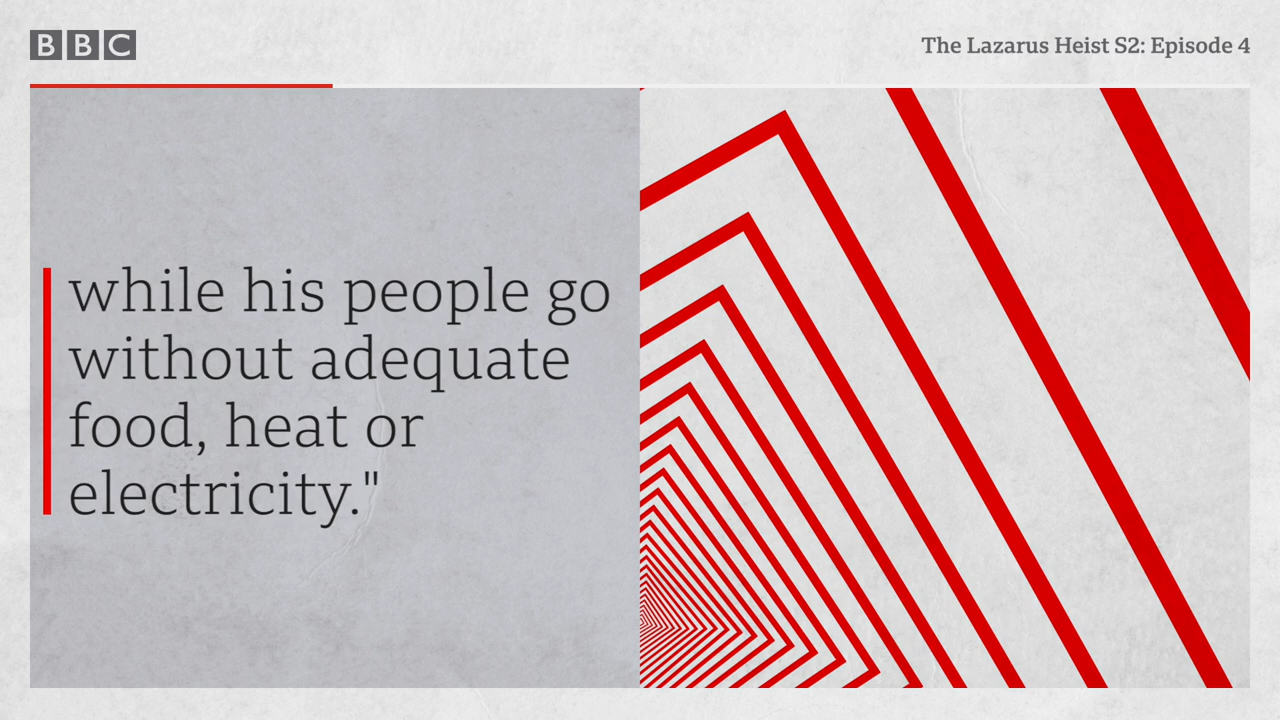 BBC
The Lazarus Heist S2: Episode 4
while his people go
without adequate
food, heat or
electricity."